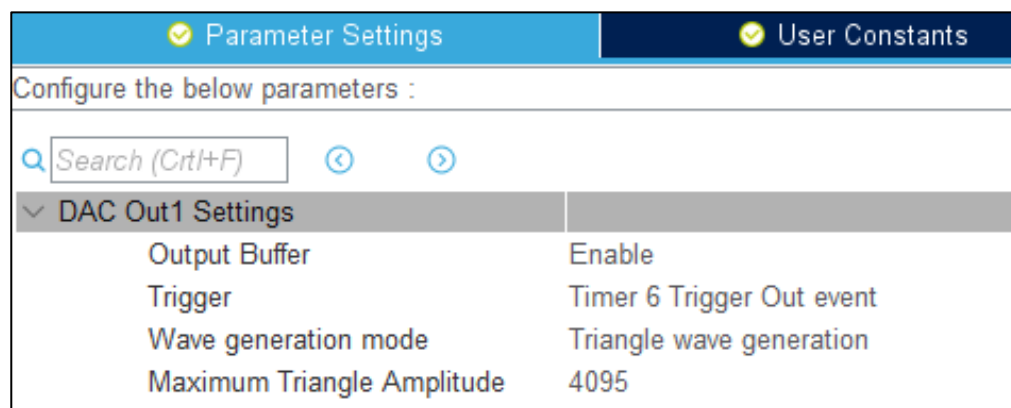 Parameter Settings User Constants
Configure the below parameters :
Search (Crtl+F)
DAC Out1 Settings
Output Buffer Enable
Trigger Timer 6 Trigger Out event
Wave generation mode Triangle wave generation
Maximum Triangle Amplitude 4095